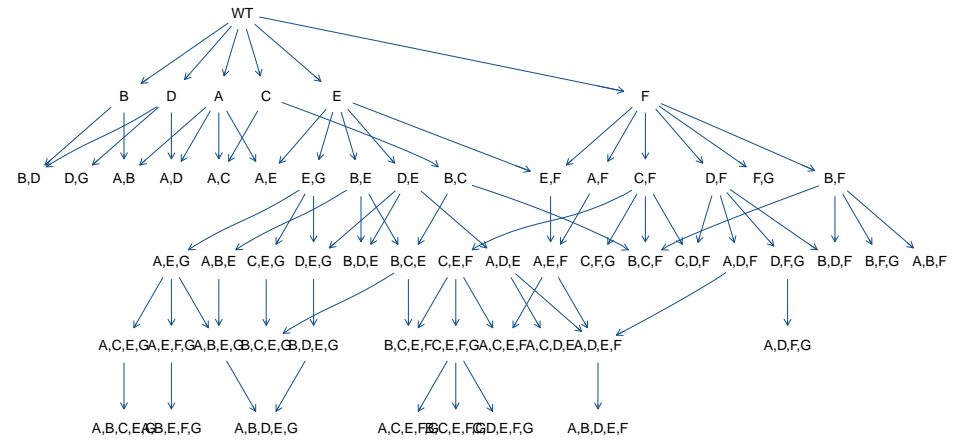 WT
B D A C E F
B,D D,G A,B A,D A,C A,E E,G B,E D,E B,C E,F A,F C,F D,F F,G B,F
A,E,G A,B,E C,E,G D,E,G B,D,E B,C,E C,E,F A,D,E A,E,F C,F,G B,C,F C,D,F A,D,F D,F,G B,D,F B,F,G A,B,F
A,C,E,G A,E,F,G A,B,E,G B,C,E,G B,D,E,G B,C,E,F C,E,F,G A,C,E,F A,C,D,E A,D,E,F A,D,F,G
A,B,C,E,G A,B,E,F,G A,B,D,E,G A,C,E,F,G B,C,E,F,G C,D,E,F,G A,B,D,E,F